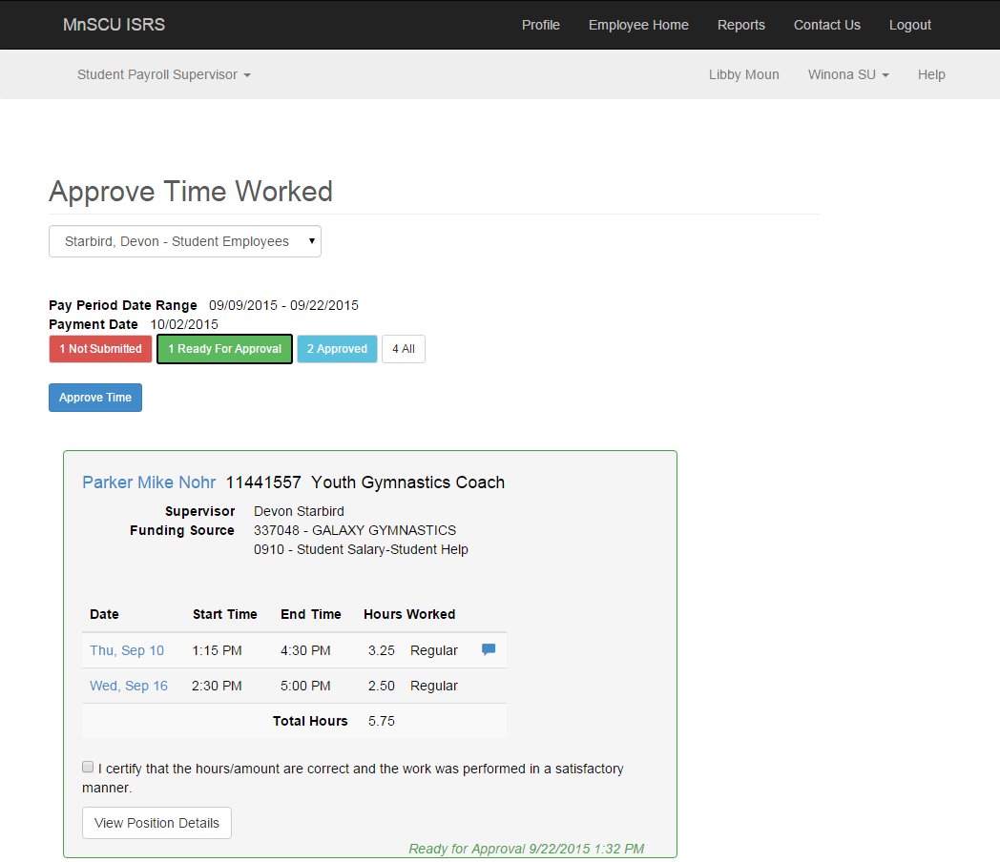 MnSCU ISRS Profile Employee Home Reports Contact Us Logout
Student Payroll Supervisor Libby Moun Winona SU Help
Approve Time Worked
Starbird, Devon - Student Employees
Pay Period Date Range 09/09/2015 - 09/22/2015
Payment Date 10/02/2015
1 Not Submitted 1 Ready For Approval 2 Approved 4 All
Approve Time
Parker Mike Nohr 11441557 Youth Gymnastics Coach
Supervisor Devon Starbird
Funding Source 337048 - GALAXY GYMNASTICS
0910 - Student Salary-Student Help
Date Start Time End Time Hours Worked
Thu, Sep 10 1:15 PM 4:30 PM 3.25 Regular
Wed, Sep 16 2:30 PM 5:00 PM 2.50 Regular
Total Hours 5.75
I certify that the hours/amount are correct and the work was performed in a satisfactory
manner.
View Position Details
Ready for Approval 9/22/2015 1:32 PM